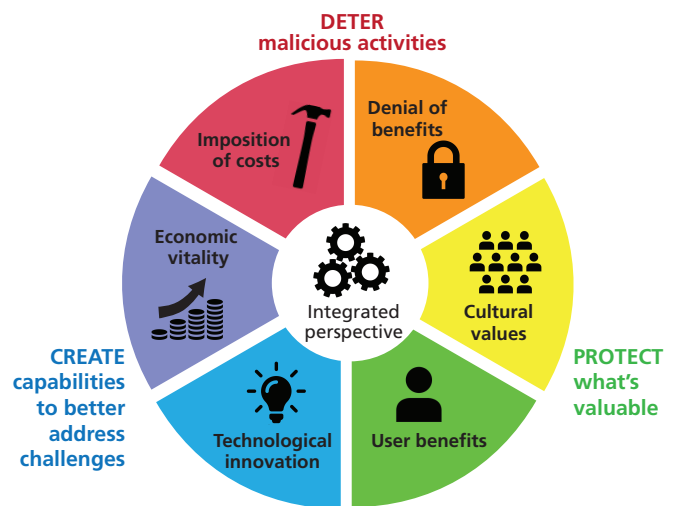 DETER
malicious activities
Imposition
of costs
Denial of
benefits
Economic
vitality
Cultural
values
Integrated
perspective
Technological
innovation
User benefits
CREATE
capabilities
to better
address
challenges
PROTECT
what's
valuable